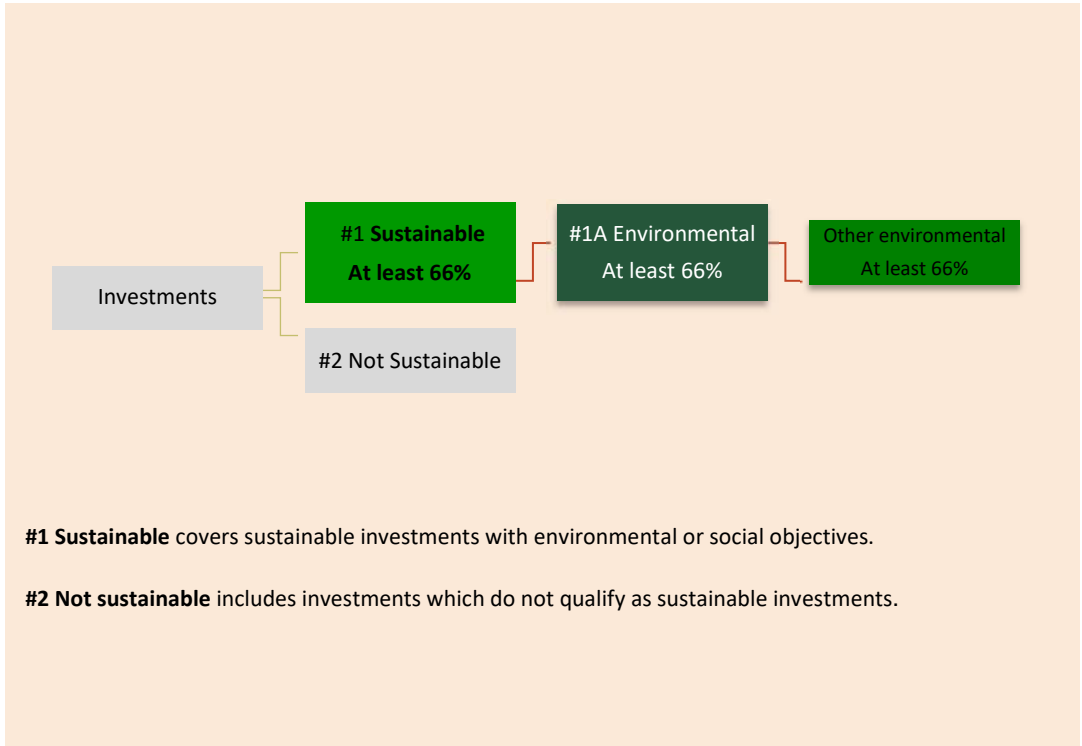 Investments
#1 Sustainable
At least 66%
#2 Not Sustainable
#1A Environmental
At least 66%
Other environmental
At least 66%
#1 Sustainable covers sustainable investments with environmental or social objectives.
#2 Not sustainable includes investments which do not qualify as sustainable investments.